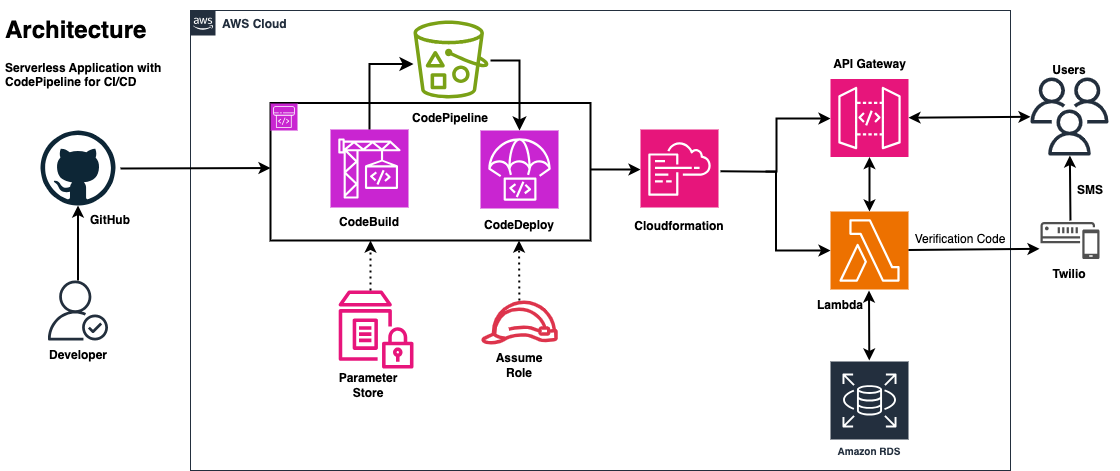 Architecture
Serverless Application with
CodePipeline for CI/CD
aws
AWS Cloud
CodePipeline
CodeBuild
CodeDeploy
GitHub
Developer
Parameter
Store
Assume
Role
Cloudformation
API Gateway
Lambda
Amazon RDS
Verification Code
Users
SMS
Twilio